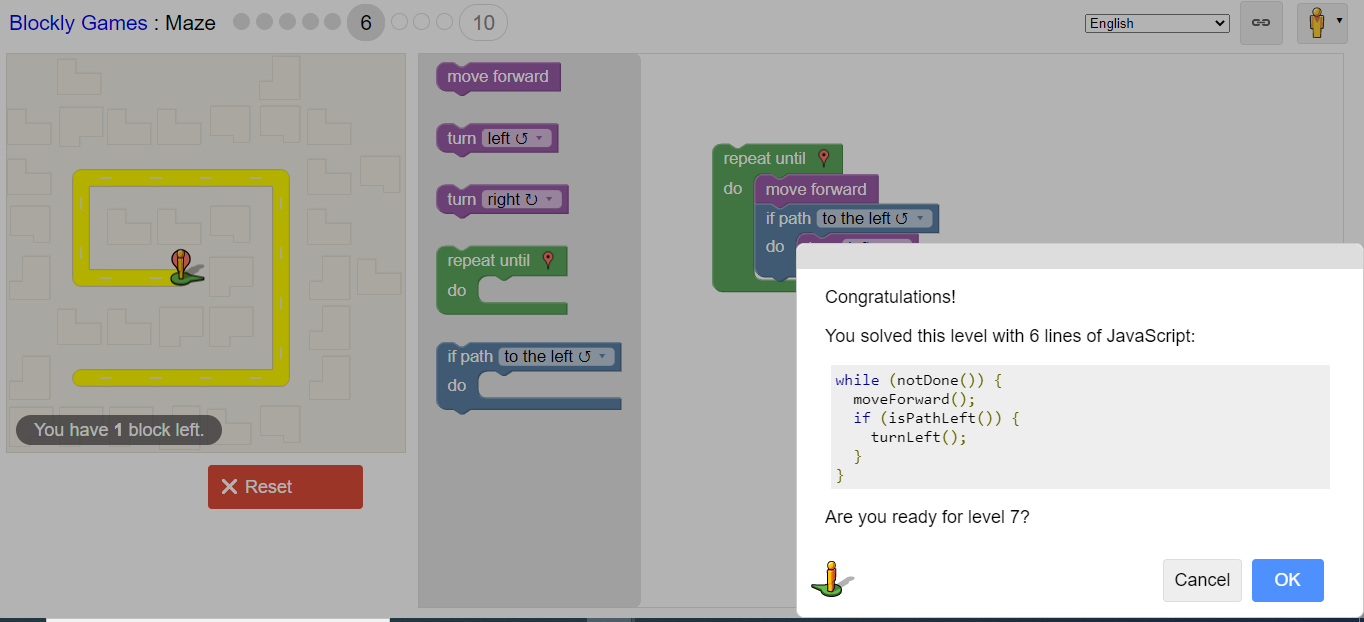 Blockly Games : Maze
6
10
English
move forward
turn left ↺
turn right ↻
repeat until
do
if path to the left ↺
do
repeat until
do
move forward
if path to the left ↺
do
You have 1 block left.
Reset
Congratulations!
You solved this level with 6 lines of JavaScript:
while (notDone()) {
  moveForward();
  if (isPathLeft()) {
    turnLeft();
  }
}
Are you ready for level 7?
Cancel
OK